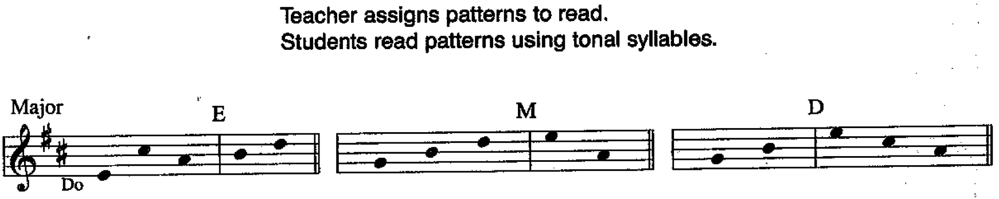 Teacher assigns patterns to read.
Students read patterns using tonal syllables.
Major
E
M
D
Do